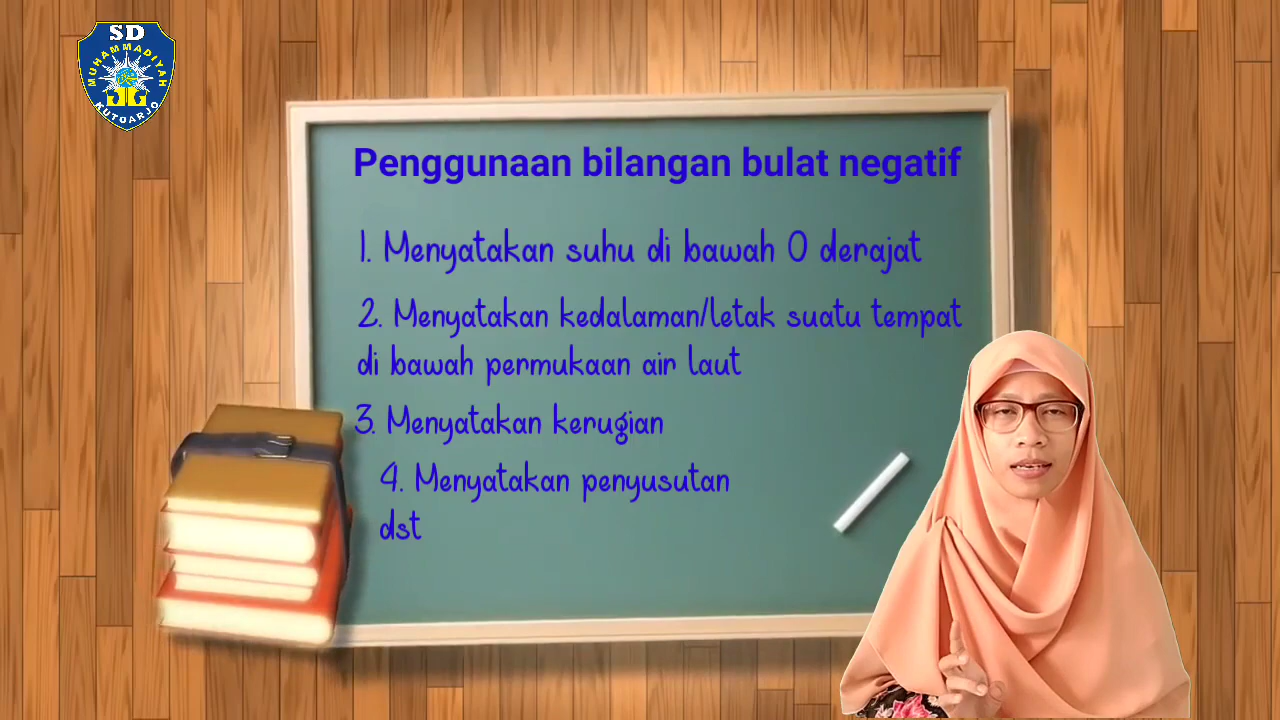 SD
MUHAMMADIYAH
KUTOARJO
Penggunaan bilangan bulat negatif
1. Menyatakan suhu di bawah 0 derajat
2. Menyatakan kedalaman/letak suatu tempat
di bawah permukaan air laut
3. Menyatakan kerugian
4. Menyatakan penyusutan
dst